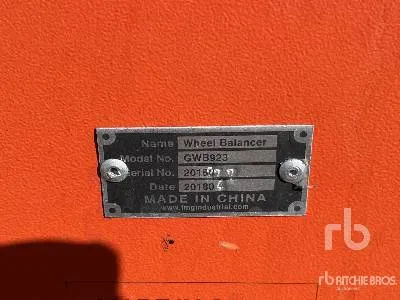 Name Wheel Balancer
Model No. GWB923
Serial No.
Date
MADE IN CHINA
www.tmgindustrial.com
rb
RITCHIE BROS.